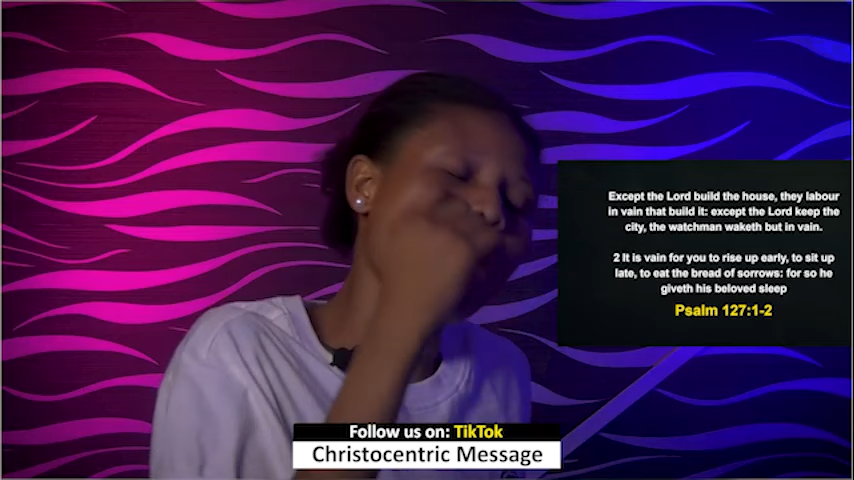 Except the Lord build the house, they labour
in vain that build it: except the Lord keep the
city, the watchman waketh but in vain.
2 It is vain for you to rise up early, to sit up
late, to eat the bread of sorrows: for so he
giveth his beloved sleep
Psalm 127:1-2
Follow us on: TikTok
Christocentric Message